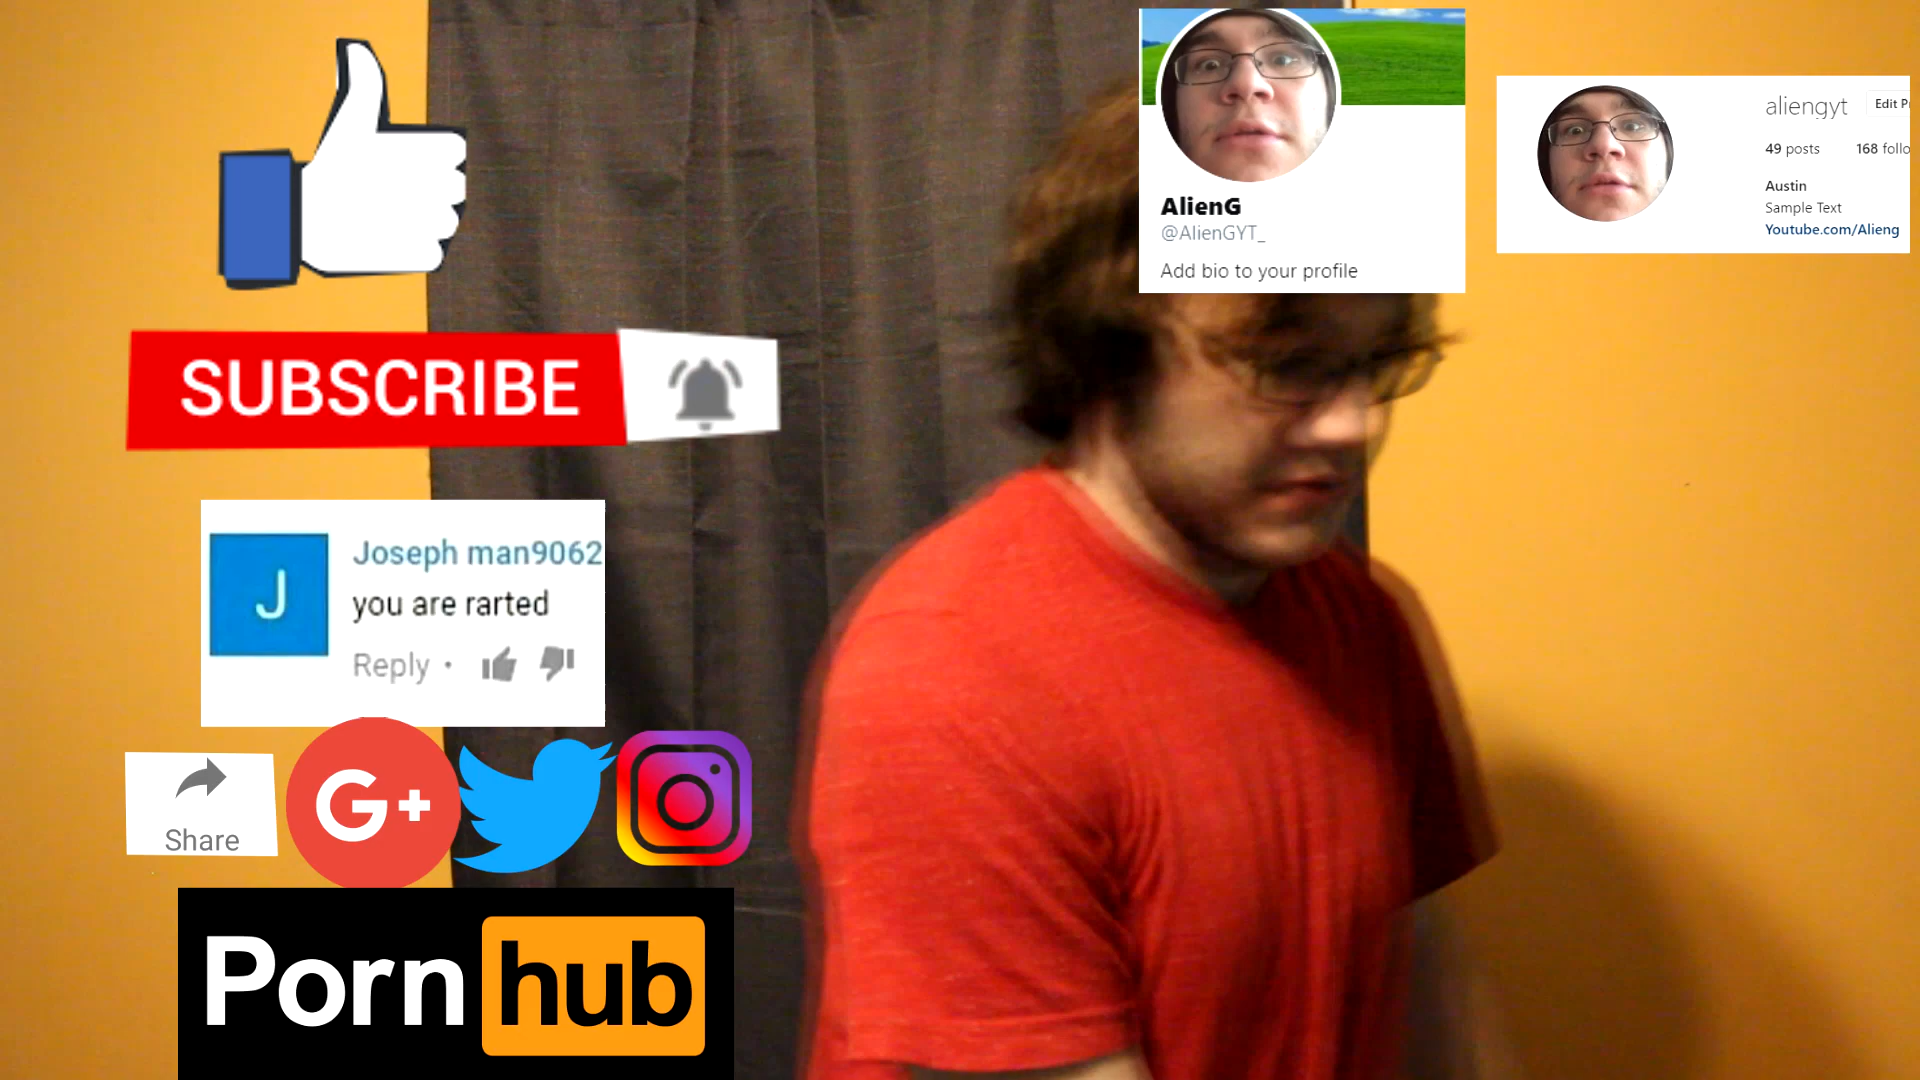 SUBSCRIBE
Joseph man9062
you are rarted
Reply •
Share
G+
Porn hub
AlienG
@AlienGYT_
Add bio to your profile
aliengyt
49 posts
Austin
Sample Text
Youtube.com/Alieng
Edit P
168 follo
J